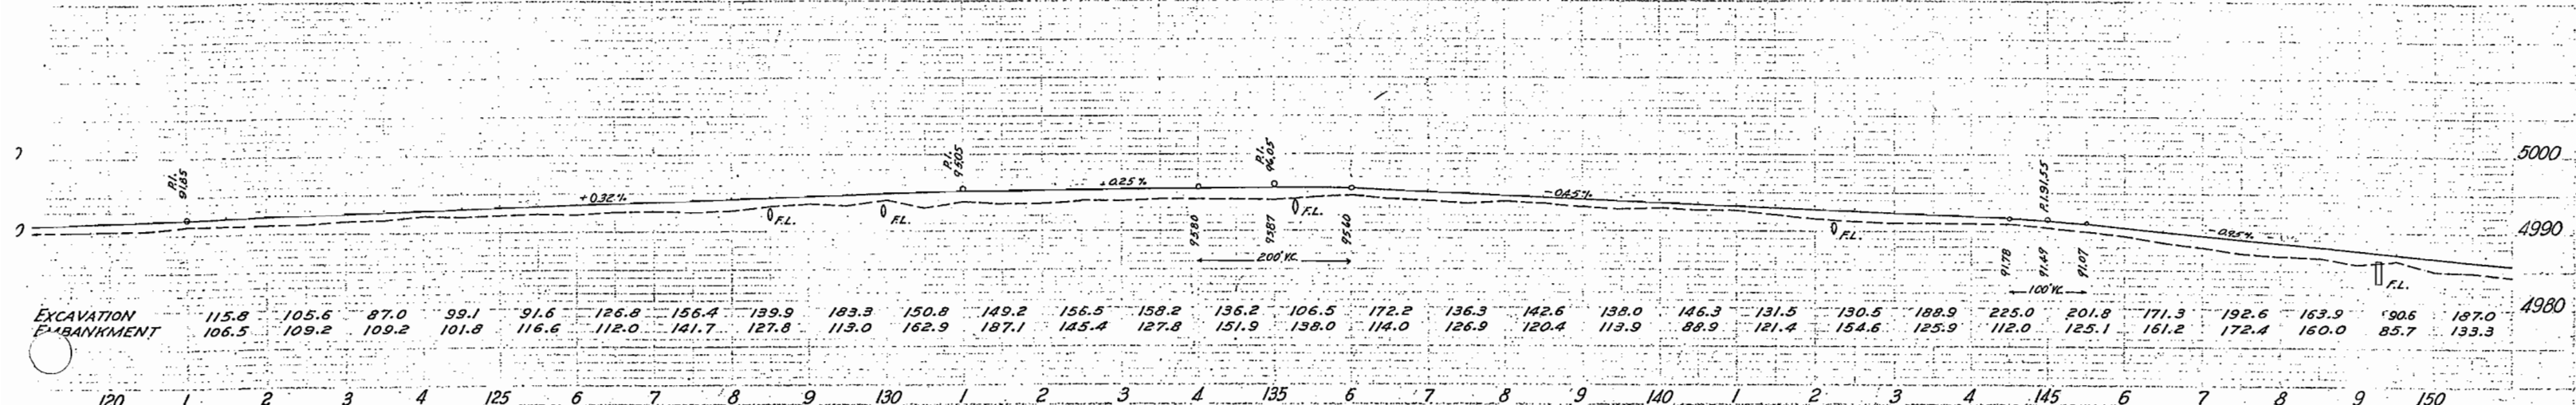 5000
P.I. 96.05
P.I. 95.05
P.I. 91.55
P.I. 91.85
+0.25%
+0.32%
-0.45%
F.L.
F.L.
F.L.
F.L.
-0.95%
4990
95.80
95.87
95.60
200' V.C.
91.78
91.49
91.07
100' V.C.
F.L.
4980
EXCAVATION 115.8 105.6 87.0 99.1 91.6 126.8 156.4 139.9 183.3 150.8 149.2 156.5 158.2 136.2 106.5 172.2 136.3 142.6 138.0 146.3 131.5 130.5 188.9 225.0 201.8 171.3 192.6 163.9 90.6 187.0
EMBANKMENT 106.5 109.2 109.2 101.8 116.6 112.0 141.7 127.8 113.0 162.9 187.1 145.4 127.8 151.9 138.0 114.0 126.9 120.4 113.9 88.9 121.4 154.6 125.9 112.0 125.1 161.2 172.4 160.0 85.7 133.3
120 1 2 3 4 125 6 7 8 9 130 1 2 3 4 135 6 7 8 9 140 1 2 3 4 145 6 7 8 9 150